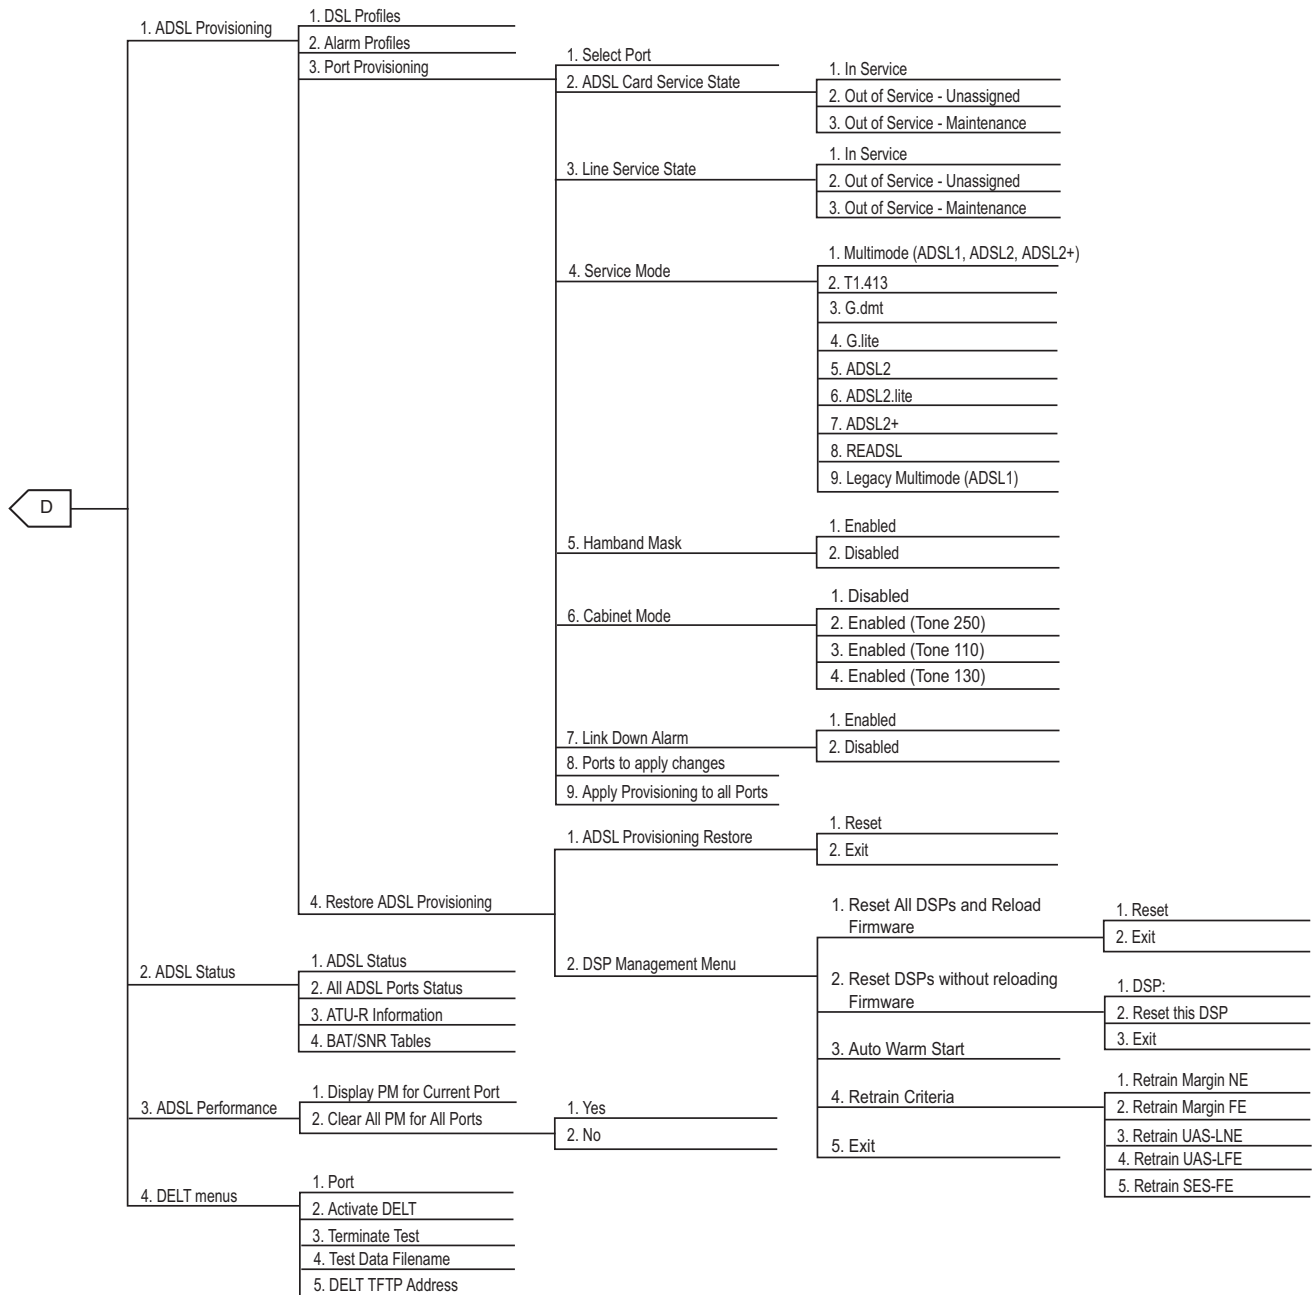 D
1. ADSL Provisioning
1. DSL Profiles
2. Alarm Profiles
3. Port Provisioning
1. Select Port
2. ADSL Card Service State
1. In Service
2. Out of Service - Unassigned
3. Out of Service - Maintenance
3. Line Service State
1. In Service
2. Out of Service - Unassigned
3. Out of Service - Maintenance
4. Service Mode
1. Multimode (ADSL1, ADSL2, ADSL2+)
2. T1.413
3. G.dmt
4. G.lite
5. ADSL2
6. ADSL2.lite
7. ADSL2+
8. READSL
9. Legacy Multimode (ADSL1)
5. Hamband Mask
1. Enabled
2. Disabled
6. Cabinet Mode
1. Disabled
2. Enabled (Tone 250)
3. Enabled (Tone 110)
4. Enabled (Tone 130)
7. Link Down Alarm
1. Enabled
2. Disabled
8. Ports to apply changes
9. Apply Provisioning to all Ports
4. Restore ADSL Provisioning
1. ADSL Provisioning Restore
1. Reset
2. Exit
2. DSP Management Menu
1. Reset All DSPs and Reload
Firmware
1. Reset
2. Exit
2. Reset DSPs without reloading
Firmware
1. DSP:
2. Reset this DSP
3. Exit
3. Auto Warm Start
4. Retrain Criteria
1. Retrain Margin NE
2. Retrain Margin FE
3. Retrain UAS-LNE
4. Retrain UAS-LFE
5. Retrain SES-FE
5. Exit
2. ADSL Status
1. ADSL Status
2. All ADSL Ports Status
3. ATU-R Information
4. BAT/SNR Tables
3. ADSL Performance
1. Display PM for Current Port
2. Clear All PM for All Ports
1. Yes
2. No
4. DELT menus
1. Port
2. Activate DELT
3. Terminate Test
4. Test Data Filename
5. DELT TFTP Address